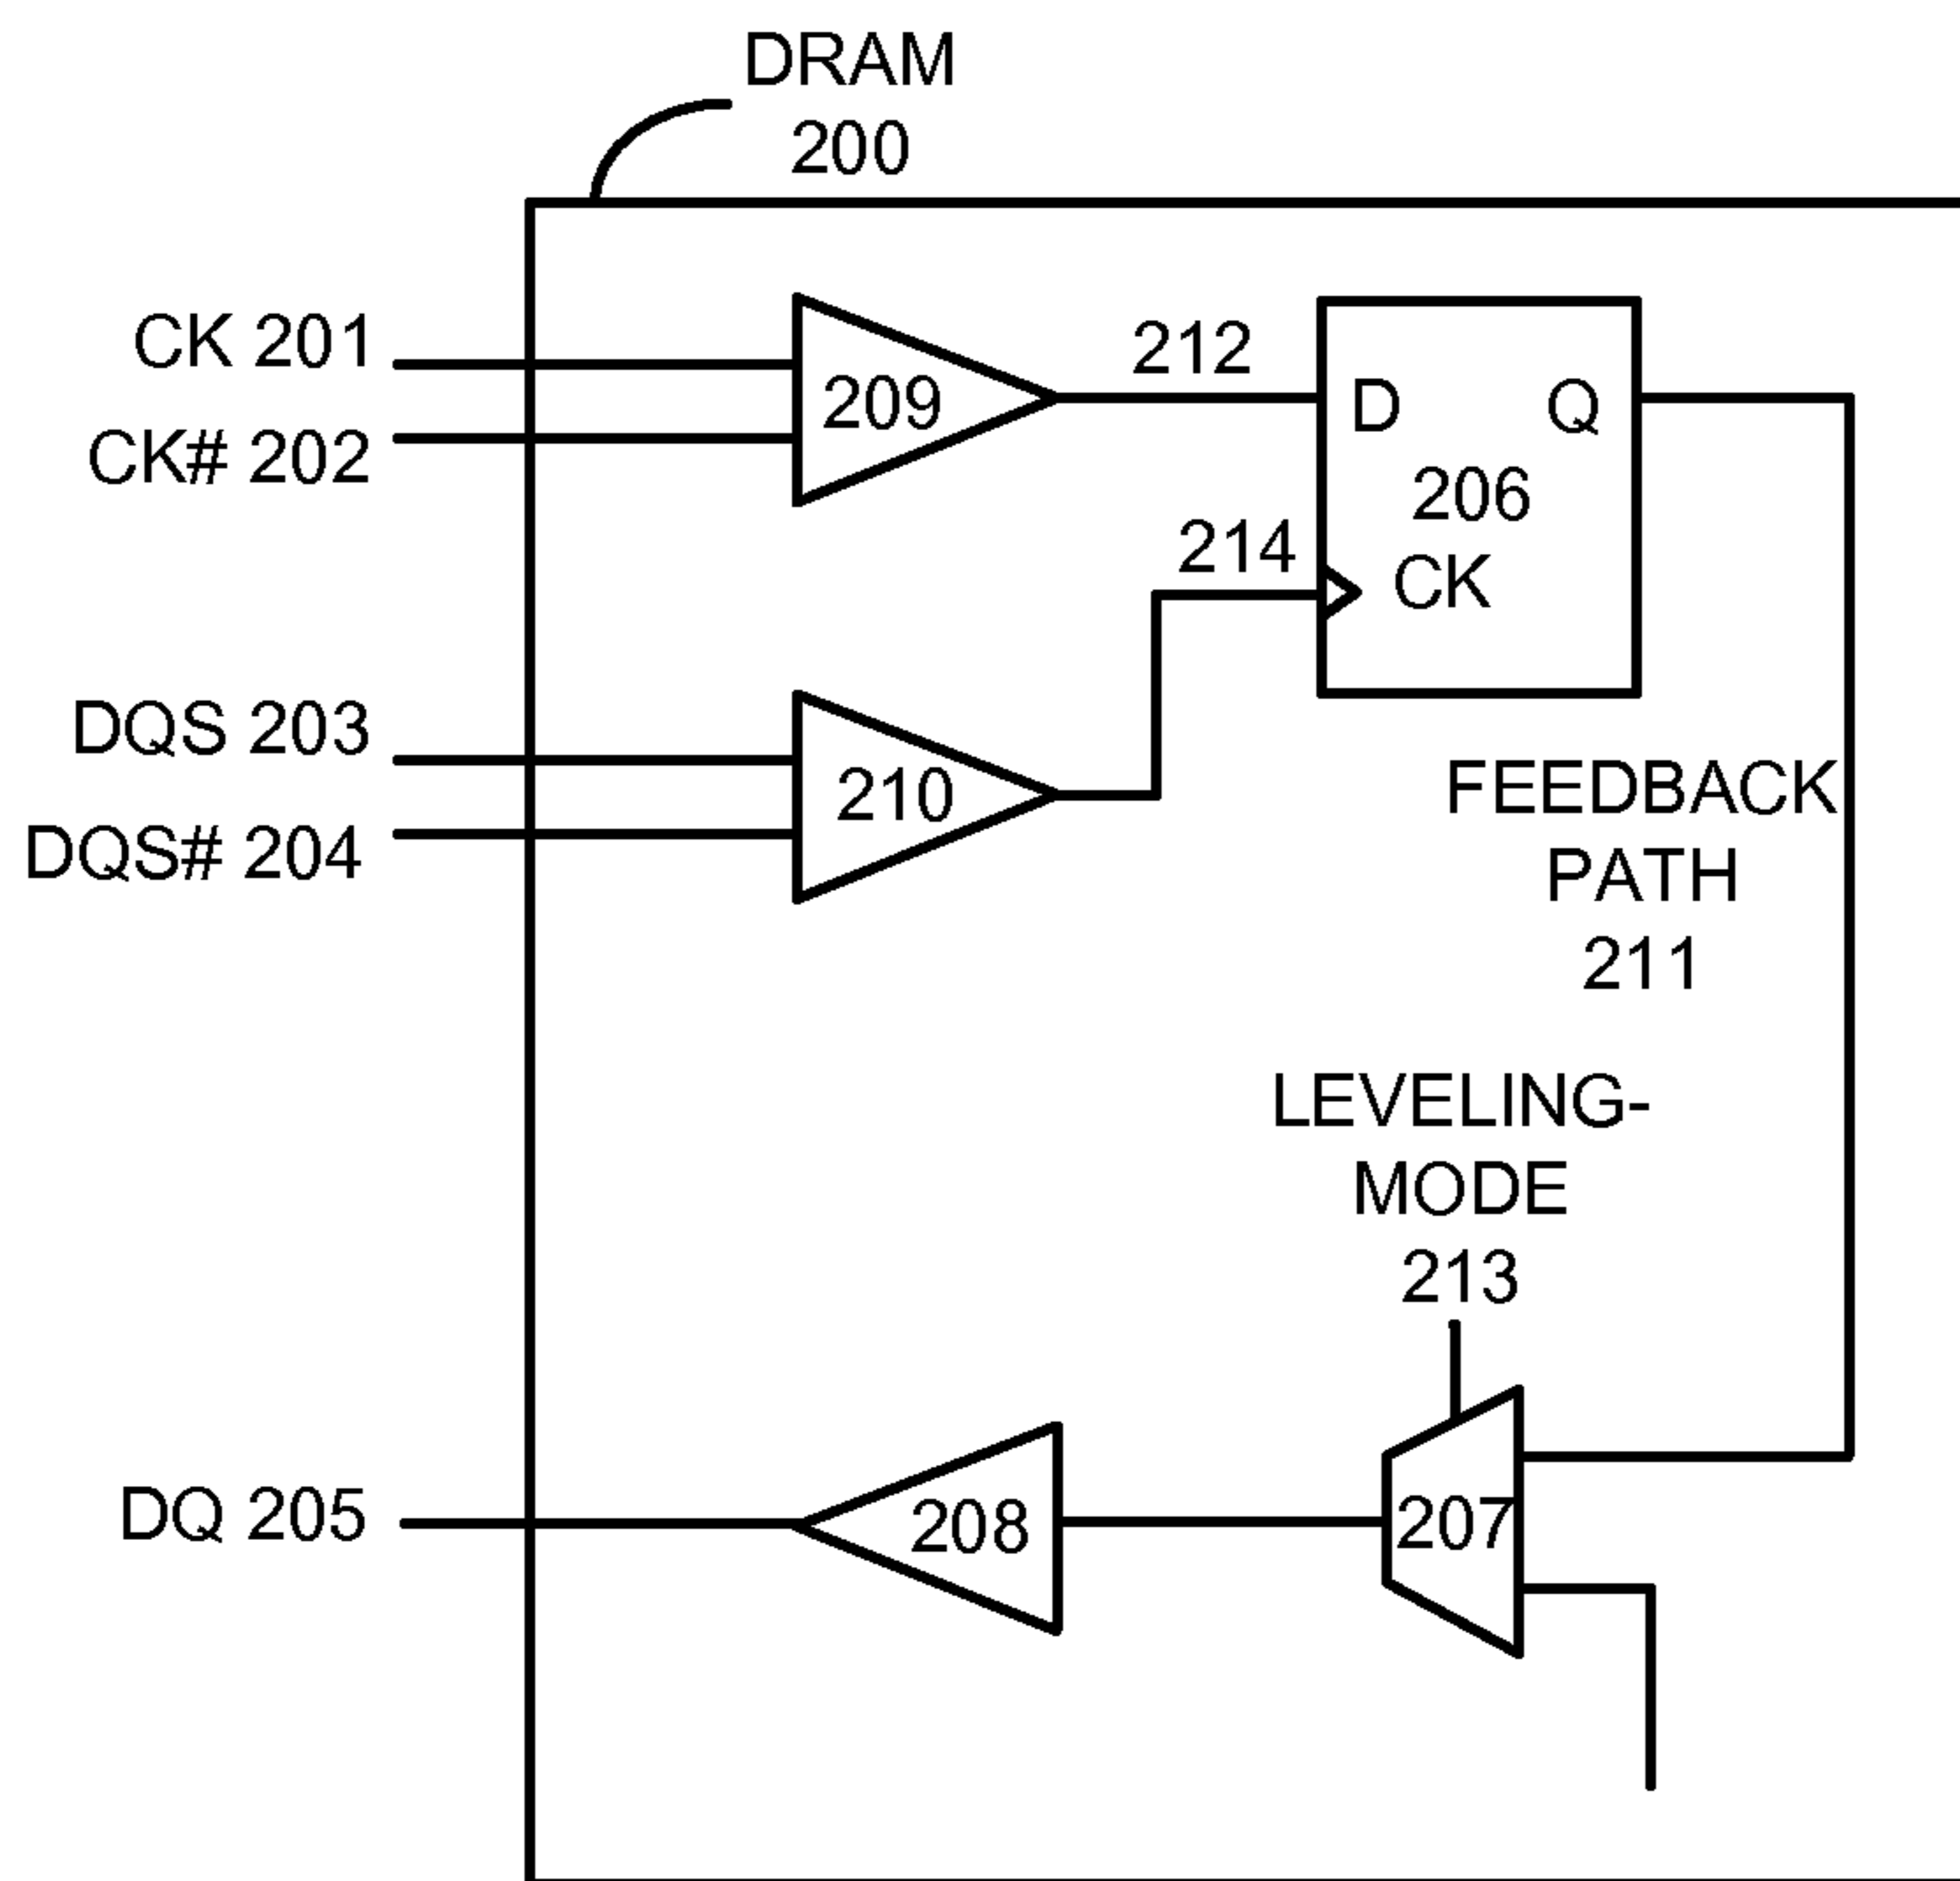 DRAM
200
CK 201
CK# 202
209
212
D Q
206
CK
214
DQS 203
DQS# 204
210
FEEDBACK
PATH
211
LEVELING-
MODE
213
DQ 205
208
207